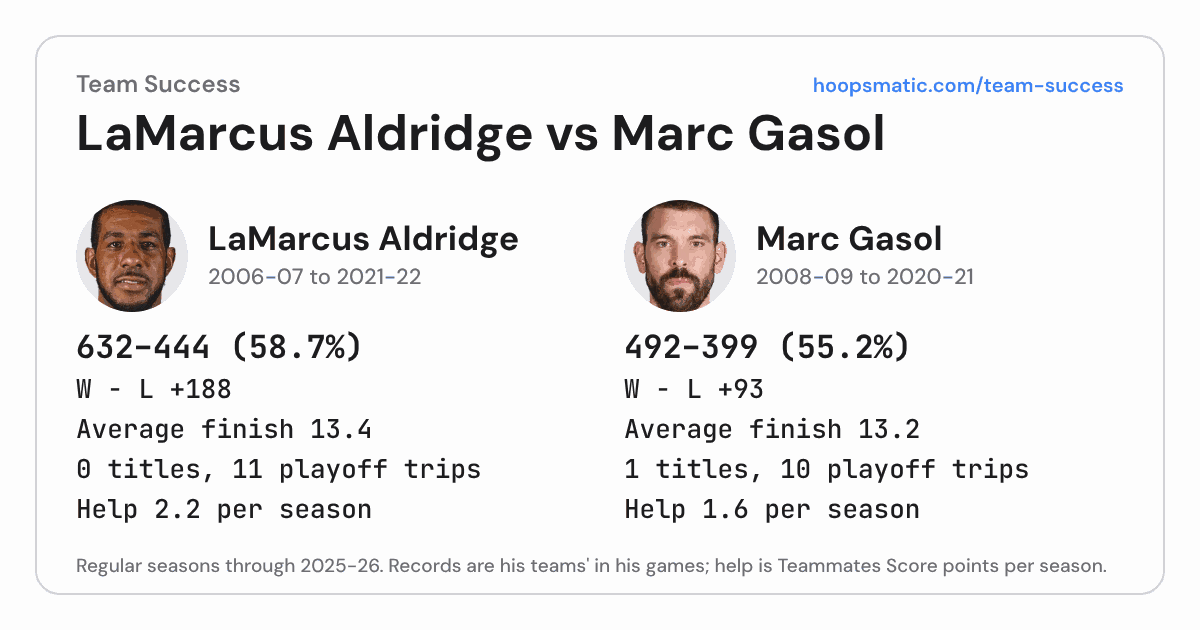 Team Success
hoopsmatic.com/team-success
LaMarcus Aldridge vs Marc Gasol
LaMarcus Aldridge
2006–07 to 2021–22
632–444 (58.7%)
W - L +188
Average finish 13.4
0 titles, 11 playoff trips
Help 2.2 per season
Marc Gasol
2008–09 to 2020–21
492–399 (55.2%)
W - L +93
Average finish 13.2
1 titles, 10 playoff trips
Help 1.6 per season
Regular seasons through 2025-26. Records are his teams' in his games; help is Teammates Score points per season.